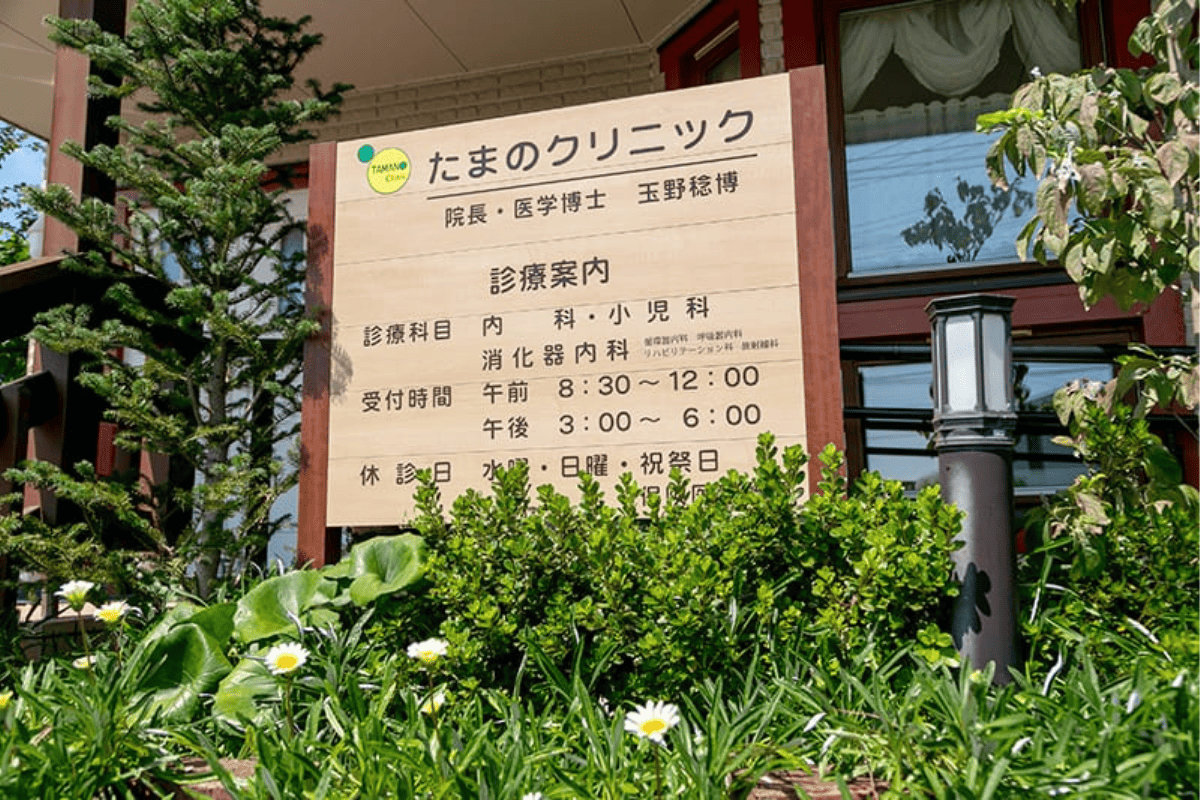 TAMANO
Clinic
たまのクリニック
院長・医学博士 玉野稔博
診療案内
診療科目 内 科・小 児 科
消化器内科 循環器内科 呼吸器内科
リハビリテーション科 放射線科
受付時間 午前 8:30～12:00
午後 3:00～ 6:00
休 診 日 水曜・日曜・祝祭日